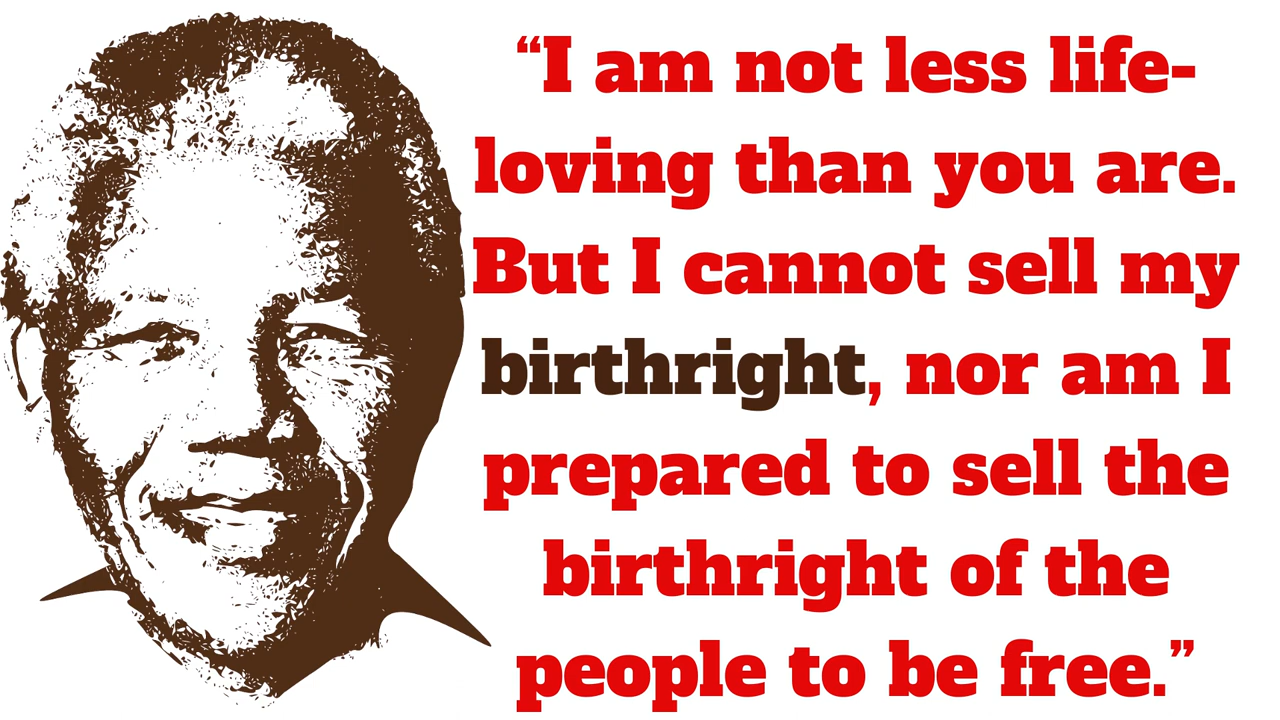 “I am not less life-
loving than you are.
But I cannot sell my
birthright, nor am I
prepared to sell the
birthright of the
people to be free.”